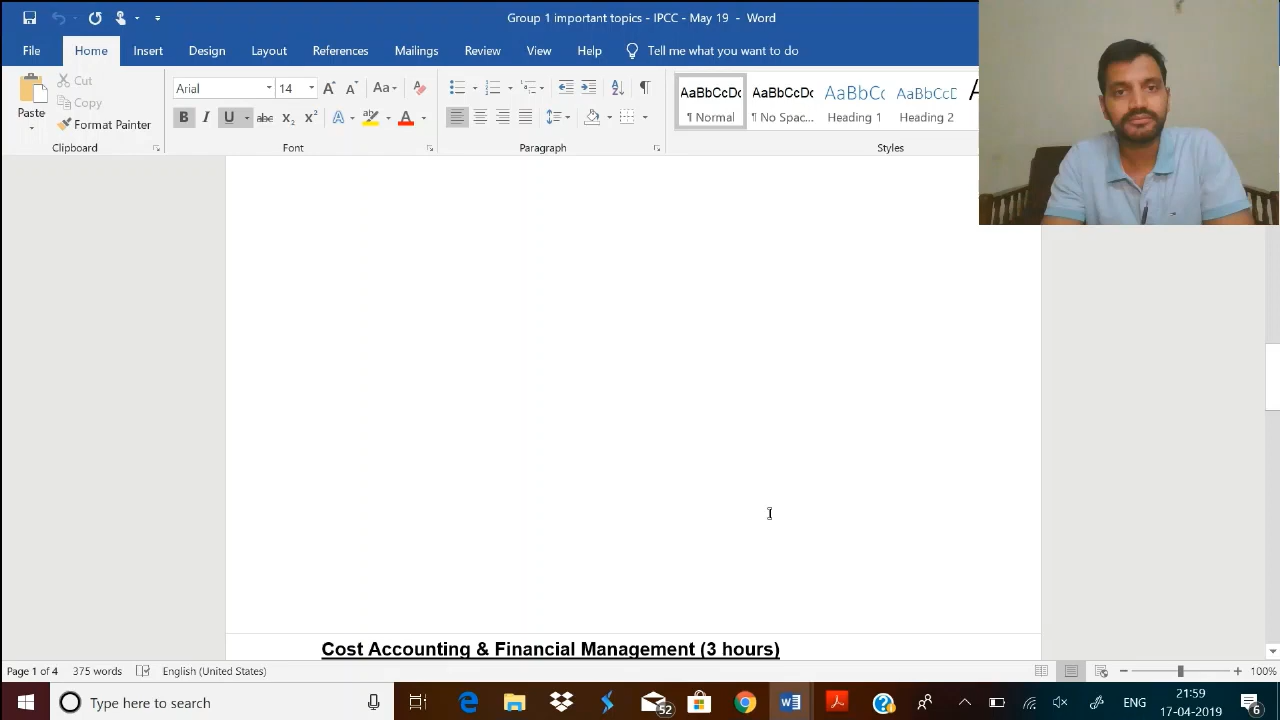 Group 1 important topics - IPCC - May 19 - Word
File Home Insert Design Layout References Mailings Review View Help Tell me what you want to do
Paste
Cut
Copy
Format Painter
Clipboard
Arial 14
Font
Paragraph
AaBbCcDc AaBbCcDc AaBbCc AaBbCcD
¶ Normal ¶ No Spac... Heading 1 Heading 2
Styles
Cost Accounting & Financial Management (3 hours)
Page 1 of 4 375 words English (United States) 100%
Type here to search 52 ENG 21:59
17-04-2019 6